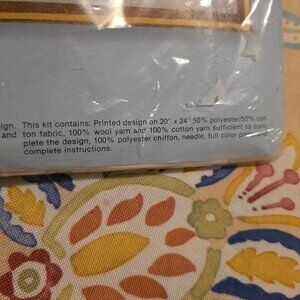 sign. This kit contains: Printed design on 20" x 24" 50% polyester/50% cot-
and ton fabric, 100% wool yarn and 100% cotton yarn sufficient to com-
plete the design, 100% polyester chiffon, needle, full color
complete instructions.